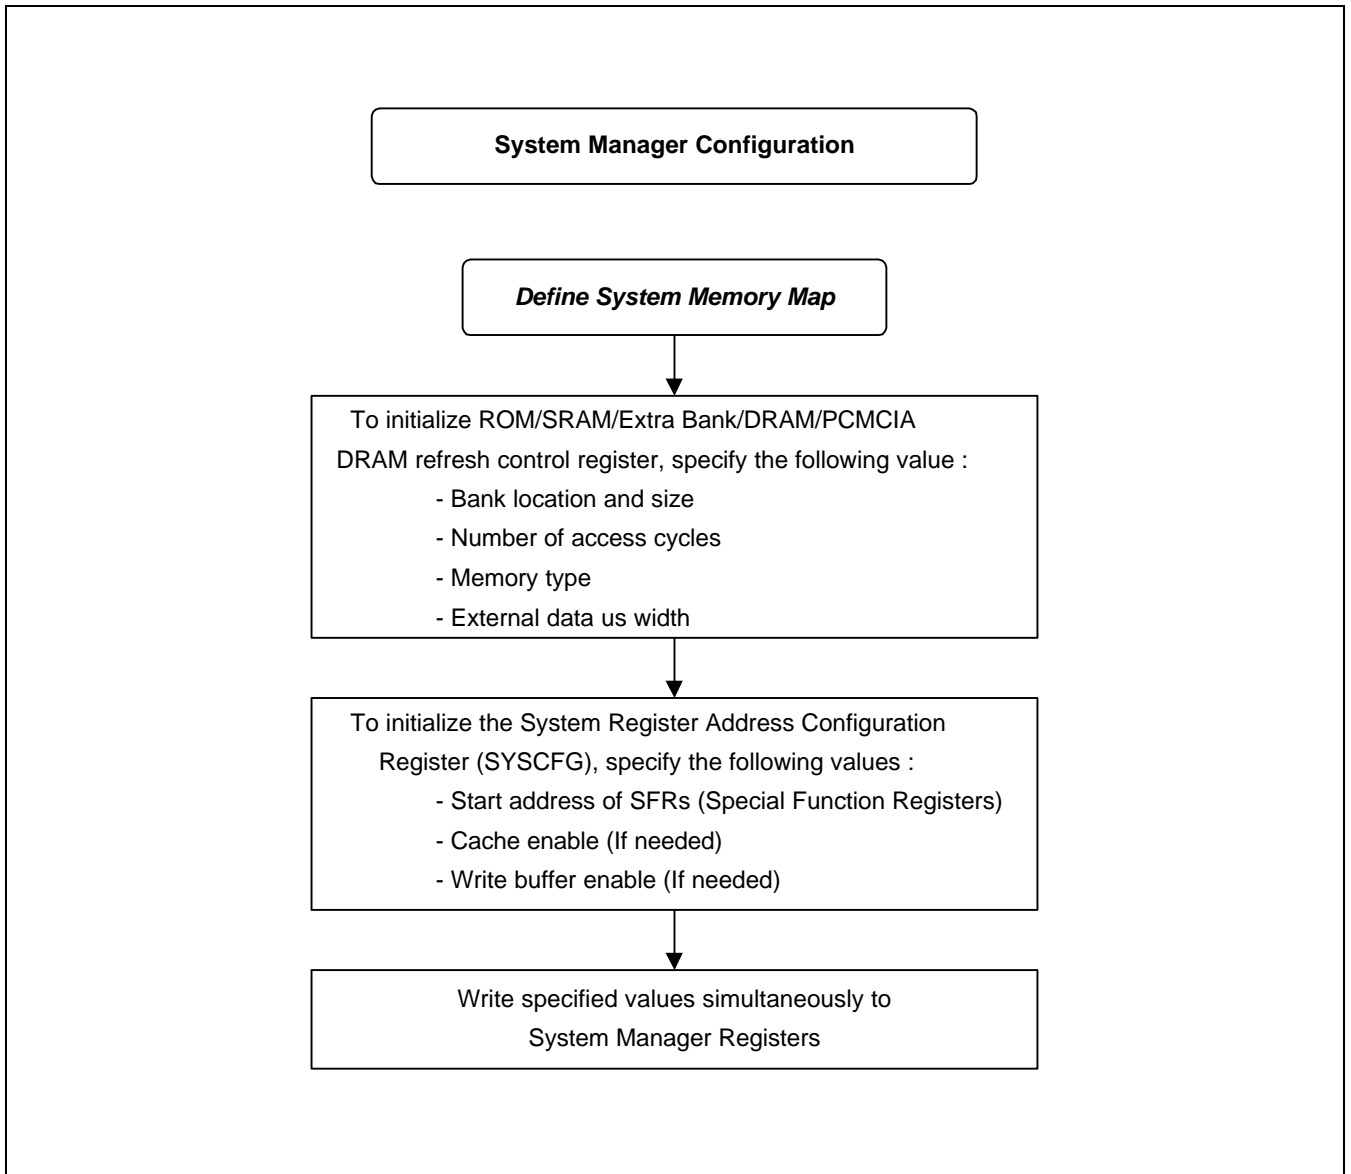 System Manager Configuration
Define System Memory Map
To initialize ROM/SRAM/Extra Bank/DRAM/PCMCIA
DRAM refresh control register, specify the following value :
- Bank location and size
- Number of access cycles
- Memory type
- External data us width
To initialize the System Register Address Configuration
Register (SYSCFG), specify the following values :
- Start address of SFRs (Special Function Registers)
- Cache enable (If needed)
- Write buffer enable (If needed)
Write specified values simultaneously to
System Manager Registers